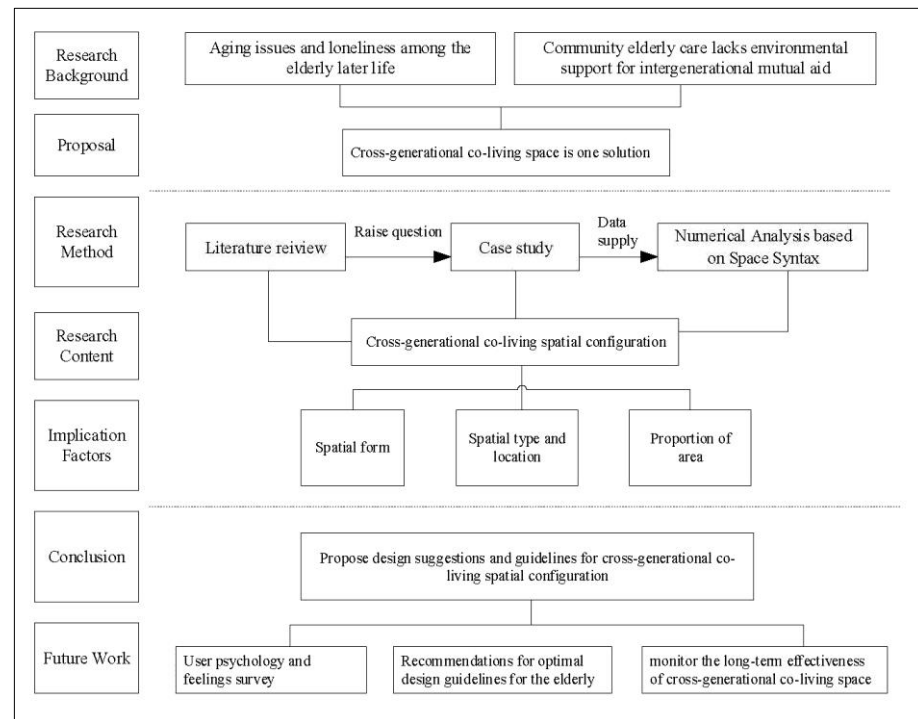 Research
Background
Aging issues and loneliness among the
elderly later life
Community elderly care lacks environmental
support for intergenerational mutual aid
Proposal
Cross-generational co-living space is one solution
Research
Method
Literature reiview
Raise question
Case study
Data
supply
Numerical Analysis based
on Space Syntax
Research
Content
Cross-generational co-living spatial configuration
Implication
Factors
Spatial form
Spatial type and
location
Proportion of
area
Conclusion
Propose design suggestions and guidelines for cross-generational co-
living spatial configuration
Future Work
User psychology and
feelings survey
Recommendations for optimal
design guidelines for the elderly
monitor the long-term effectiveness
of cross-generational co-living space